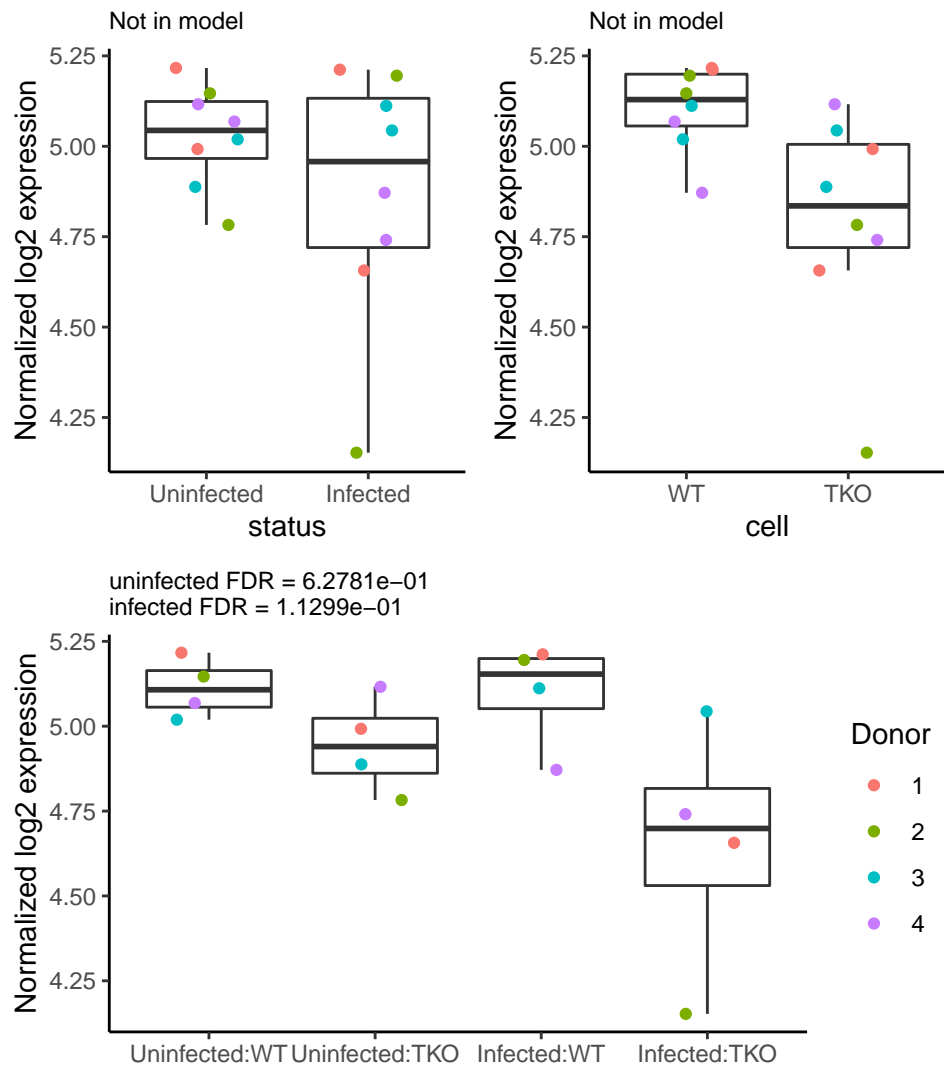 Not in model
Normalized log2 expression
5.25
5.00
4.75
4.50
4.25
Uninfected Infected
status
Not in model
Normalized log2 expression
5.25
5.00
4.75
4.50
4.25
WT TKO
cell
uninfected FDR = 6.2781e−01
infected FDR = 1.1299e−01
Normalized log2 expression
5.25
5.00
4.75
4.50
4.25
Uninfected:WT Uninfected:TKO Infected:WT Infected:TKO
Donor
1
2
3
4